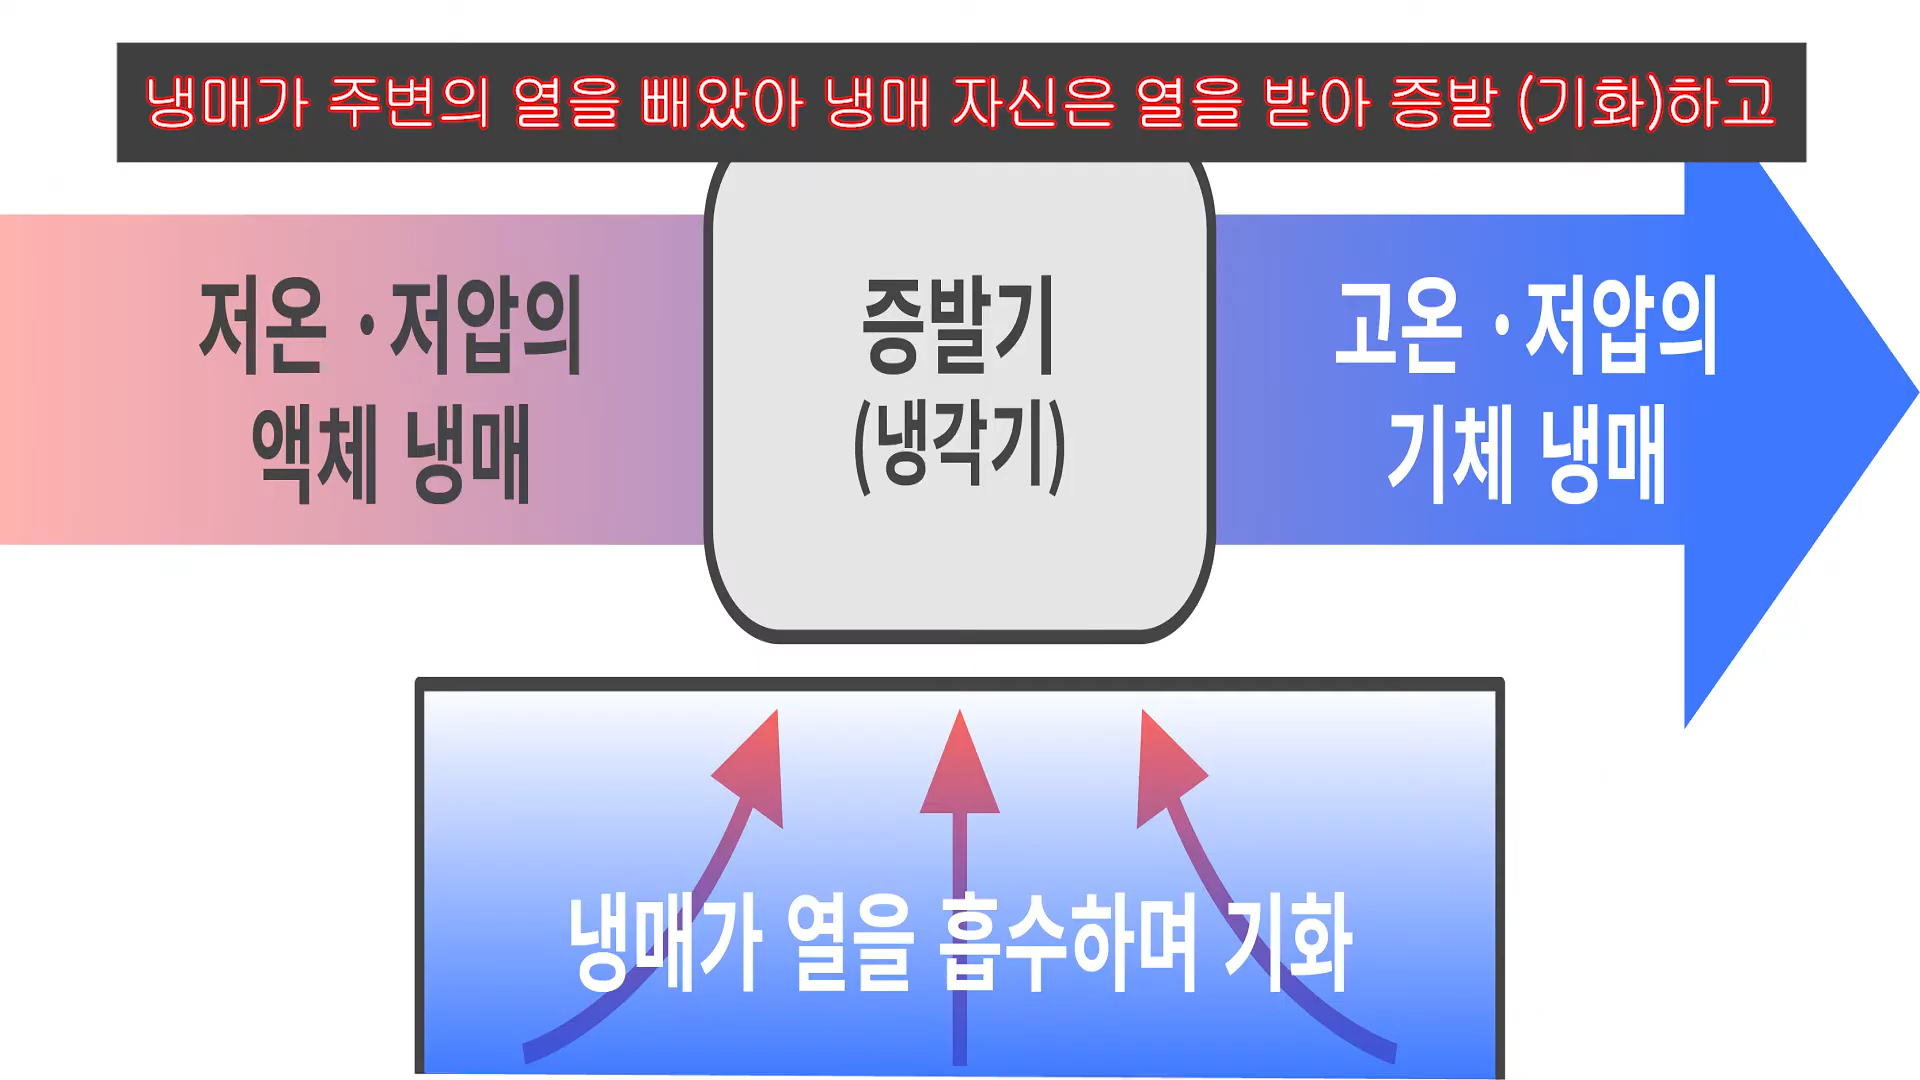 냉매가 주변의 열을 빼았아 냉매 자신은 열을 받아 증발 (기화)하고
저온・저압의
액체 냉매
증발기
(냉각기)
고온・저압의
기체 냉매
냉매가 열을 흡수하며 기화